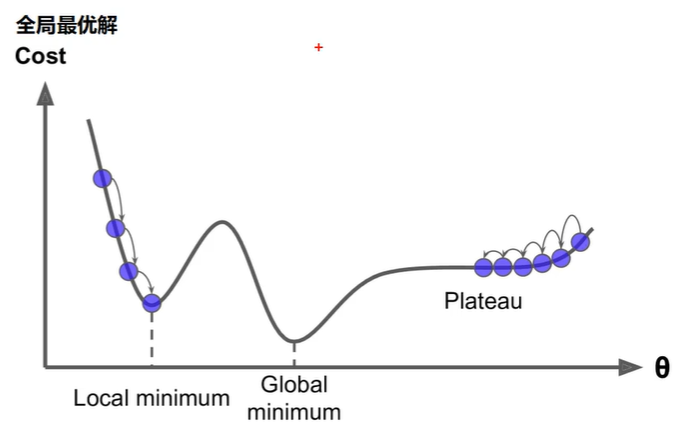 全局最优解
Cost
Plateau
θ
Local minimum
Global
minimum